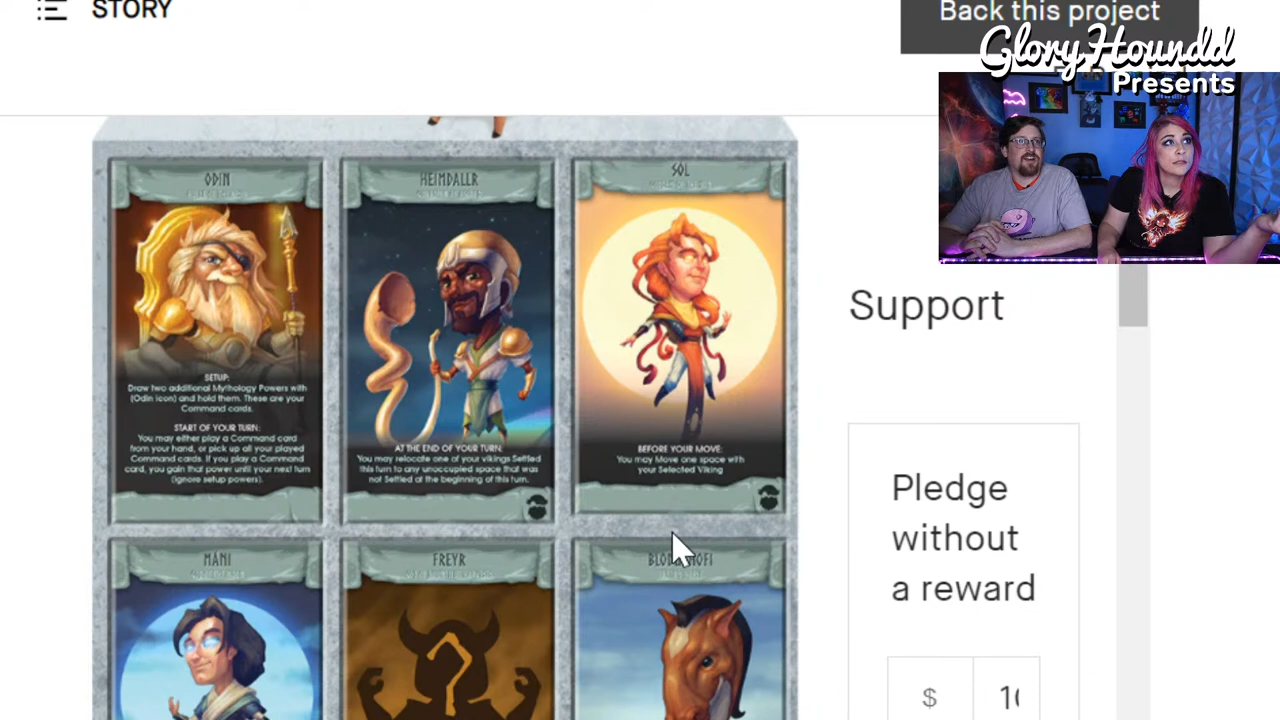 STORY
Back this project
GloryHoundd
Presents
ODIN
HEIMDALLR
SOL
SETUP:
Draw two additional Mythology Powers with
(Odin icon) and hold them. These are your
Command cards.
START OF YOUR TURN:
You may either play a Command card
from your hand, or pick up all your played
Command cards. If you play a Command
card, you gain that power until your next turn
(ignore setup powers).
AT THE END OF YOUR TURN:
You may relocate one of your vikings Settled
this turn to any unoccupied space that was
not Settled at the beginning of this turn.
BEFORE YOUR MOVE:
You may Move one space with
your Selected Viking
Support
MANI
FREYR
Pledge
without
a reward
$